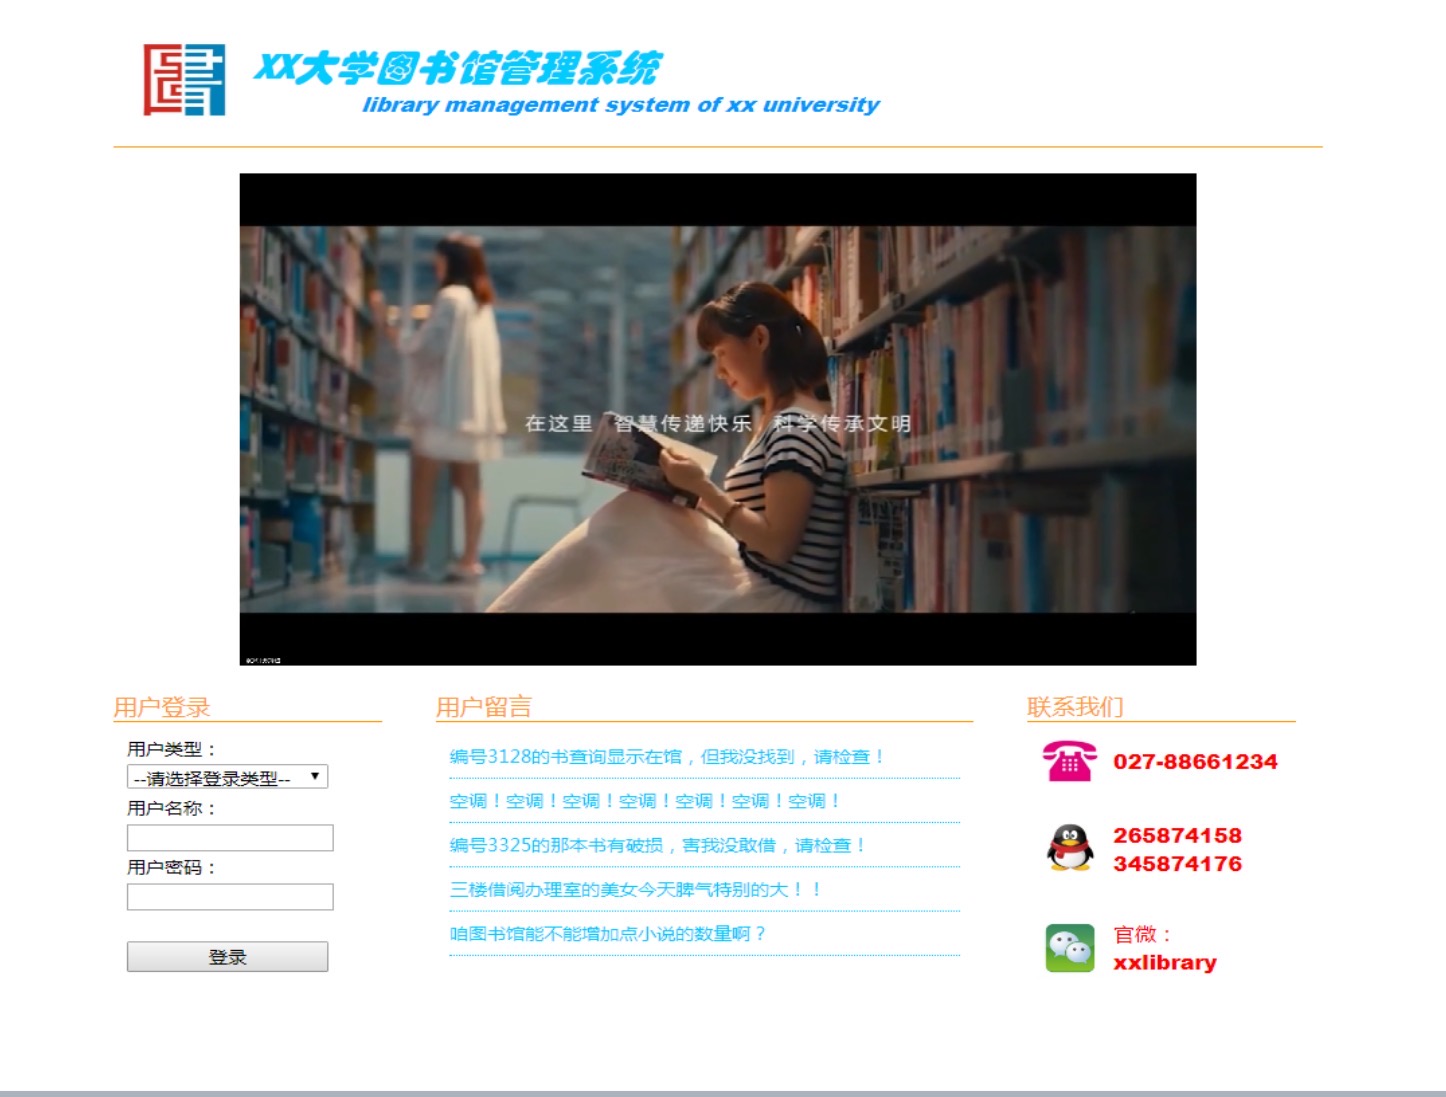 XX大学图书馆管理系统
library management system of xx university
在这里 智慧传递快乐 科学传承文明
用户登录
用户类型：
--请选择登录类型--
用户名称：
用户密码：
登录
用户留言
编号3128的书查询显示在馆，但我没找到，请检查！
空调！空调！空调！空调！空调！空调！空调！
编号3325的那本书有破损，害我没敢借，请检查！
三楼借阅办理室的美女今天脾气特别的大！！
咱图书馆能不能增加点小说的数量啊？
联系我们
027-88661234
265874158
345874176
官微：
xxlibrary